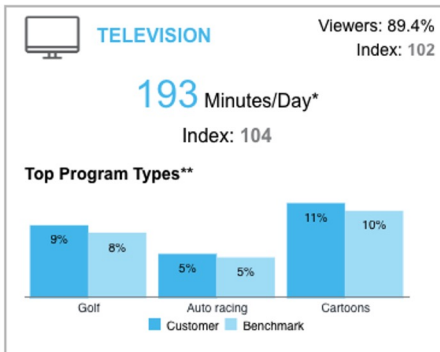 TELEVISION
Viewers: 89.4%
Index: 102
193 Minutes/Day*
Index: 104
Top Program Types**
9% 8% 5% 5% 11% 10%
Golf Auto racing Cartoons
Customer Benchmark